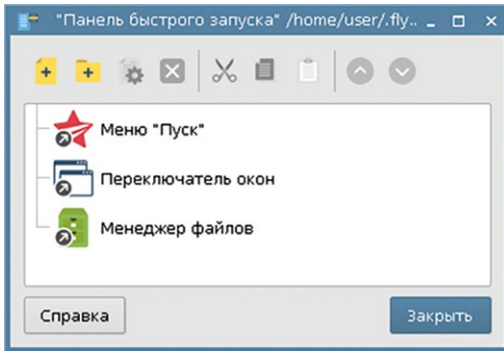 "Панель быстрого запуска" /home/user/.fly..
Меню "Пуск"
Переключатель окон
Менеджер файлов
Справка
Закрыть